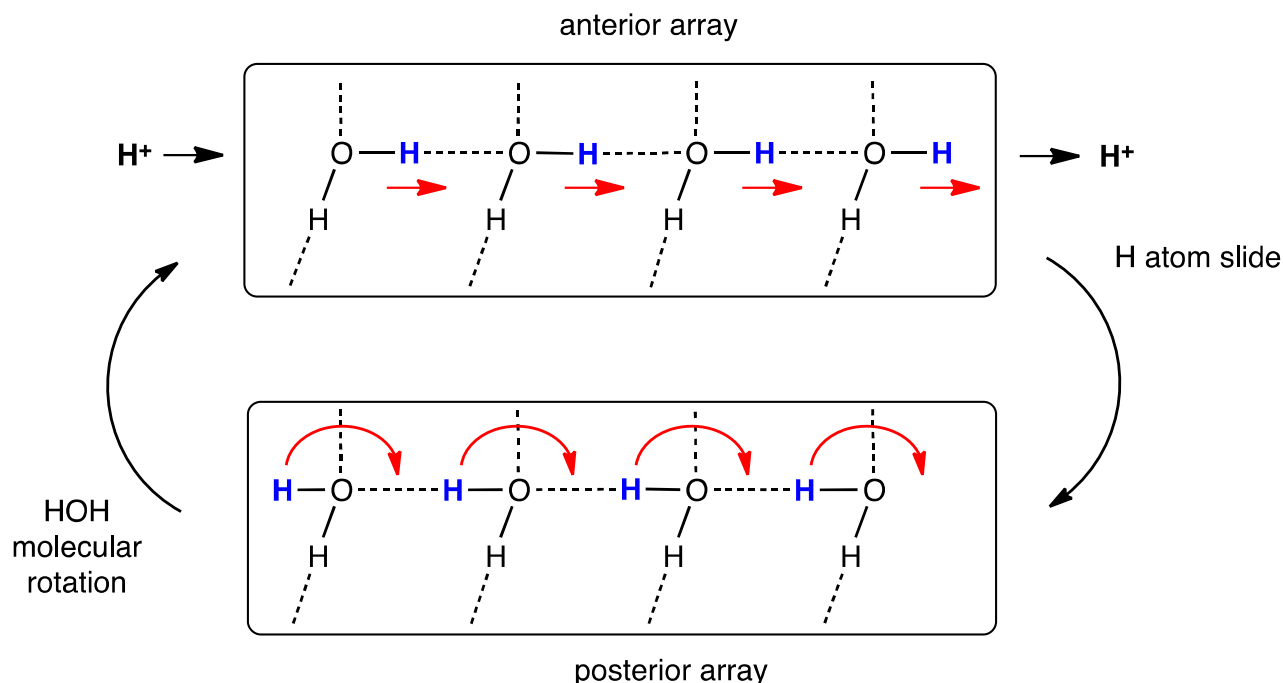 anterior array
H⁺ O H O H O H O H H⁺
H H H H
H atom slide
H O H O H O H O
HOH
molecular
rotation
H H H H
posterior array